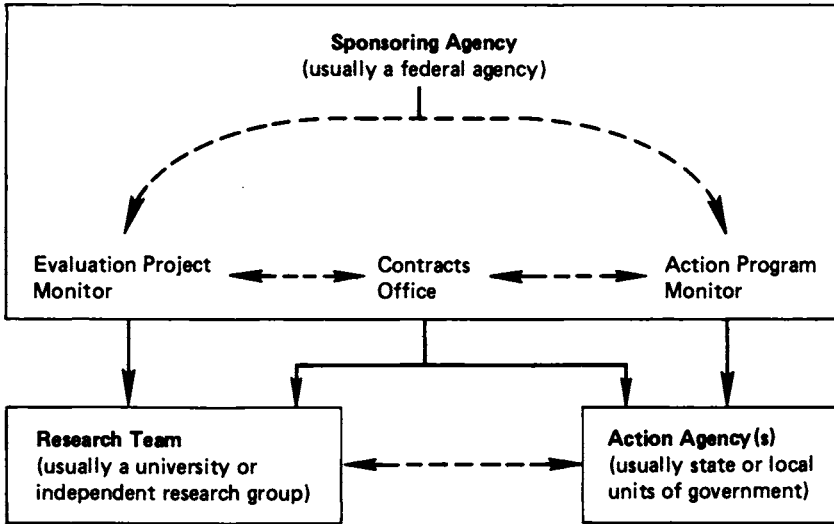 Sponsoring Agency
(usually a federal agency)
Evaluation Project
Monitor
Contracts
Office
Action Program
Monitor
Research Team
(usually a university or
independent research group)
Action Agency(s)
(usually state or local
units of government)